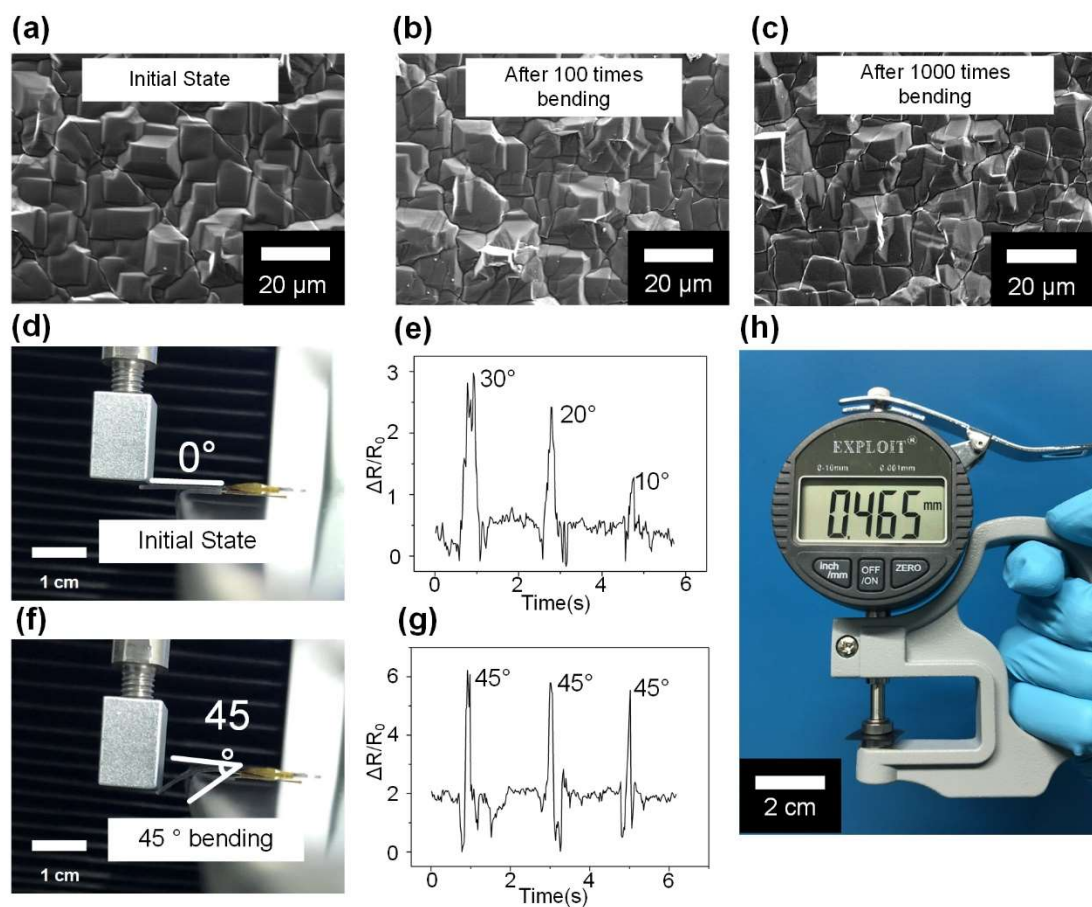 (a)
Initial State
20 µm
(b)
After 100 times
bending
20 µm
(c)
After 1000 times
bending
20 µm
(d)
0°
Initial State
1 cm
(e)
3
2
1
0
ΔR/R₀
30°
20°
10°
0 2 4 6
Time(s)
(f)
45
°
45 ° bending
1 cm
(g)
6
4
2
0
ΔR/R₀
45° 45° 45°
0 2 4 6
Time(s)
(h)
EXPLOIT®
0-10mm 0.001mm
0.465 mm
inch
/mm
OFF
/ON
ZERO
2 cm